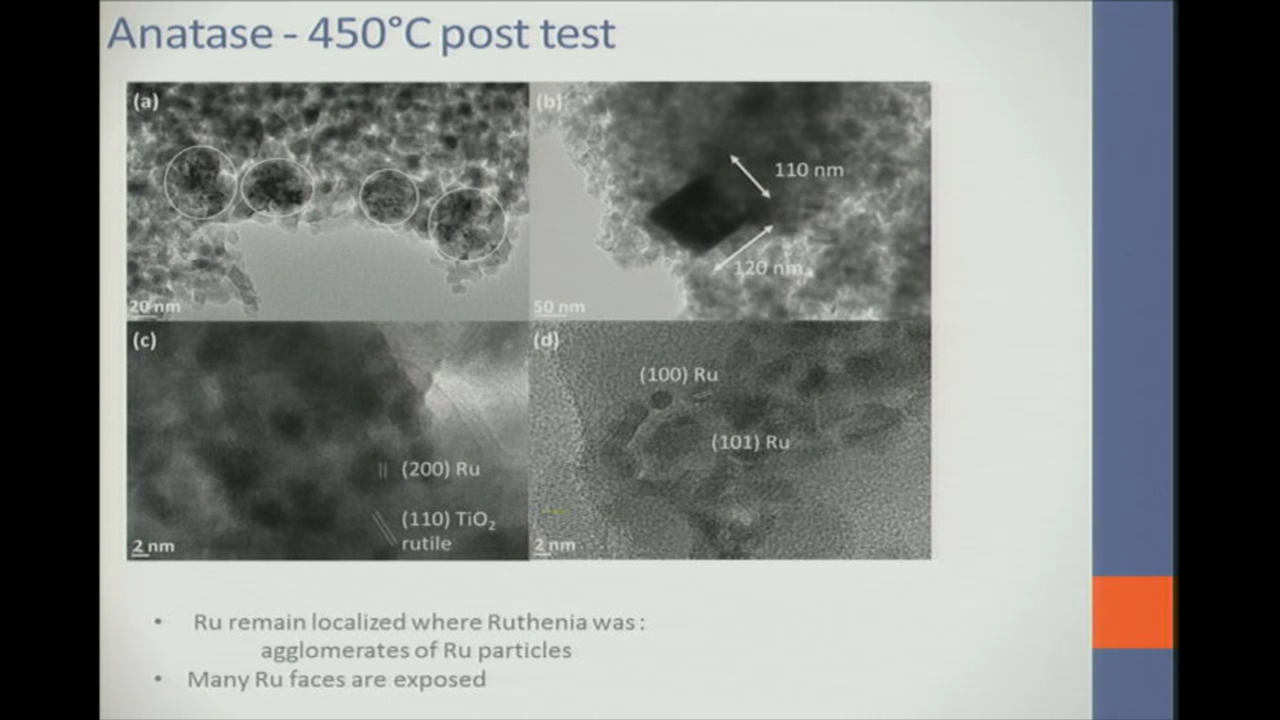 Anatase - 450°C post test
(a)
20 nm
(b)
110 nm
120 nm
50 nm
(c)
(200) Ru
(110) TiO₂
rutile
2 nm
(d)
(100) Ru
(101) Ru
2 nm
• Ru remain localized where Ruthenia was :
agglomerates of Ru particles
• Many Ru faces are exposed